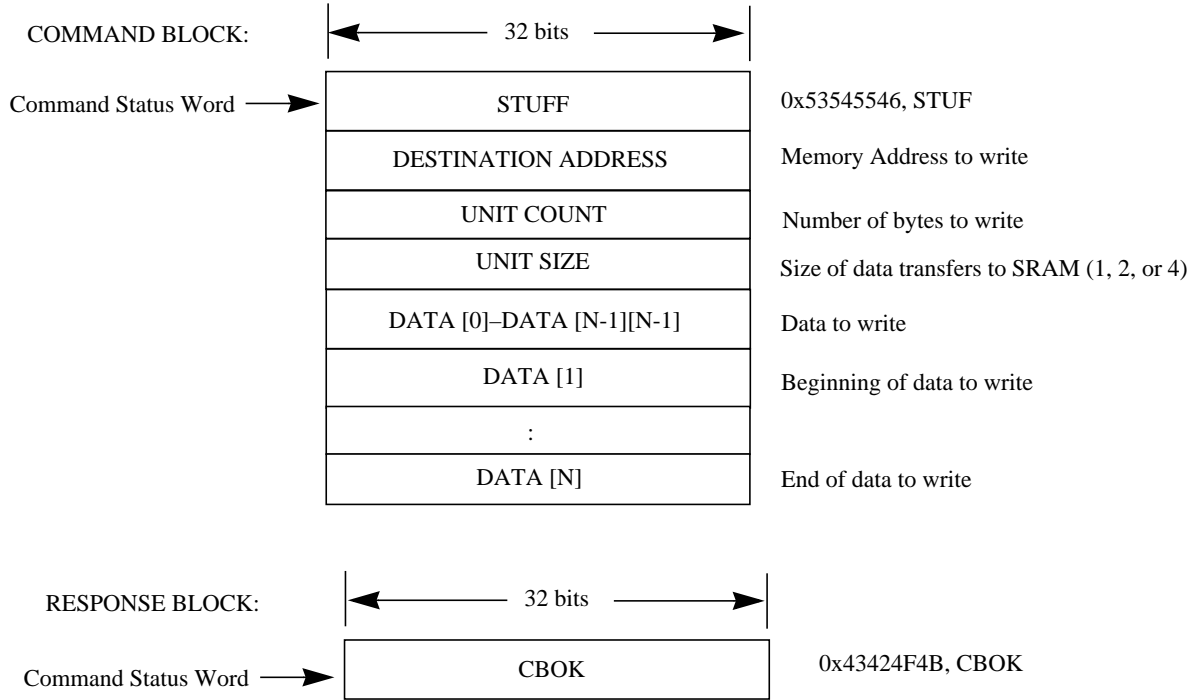 COMMAND BLOCK:
32 bits
Command Status Word
STUFF
0x53545546, STUF
DESTINATION ADDRESS
Memory Address to write
UNIT COUNT
Number of bytes to write
UNIT SIZE
Size of data transfers to SRAM (1, 2, or 4)
DATA [0]–DATA [N-1][N-1]
Data to write
DATA [1]
Beginning of data to write
:
DATA [N]
End of data to write
RESPONSE BLOCK:
32 bits
Command Status Word
CBOK
0x43424F4B, CBOK